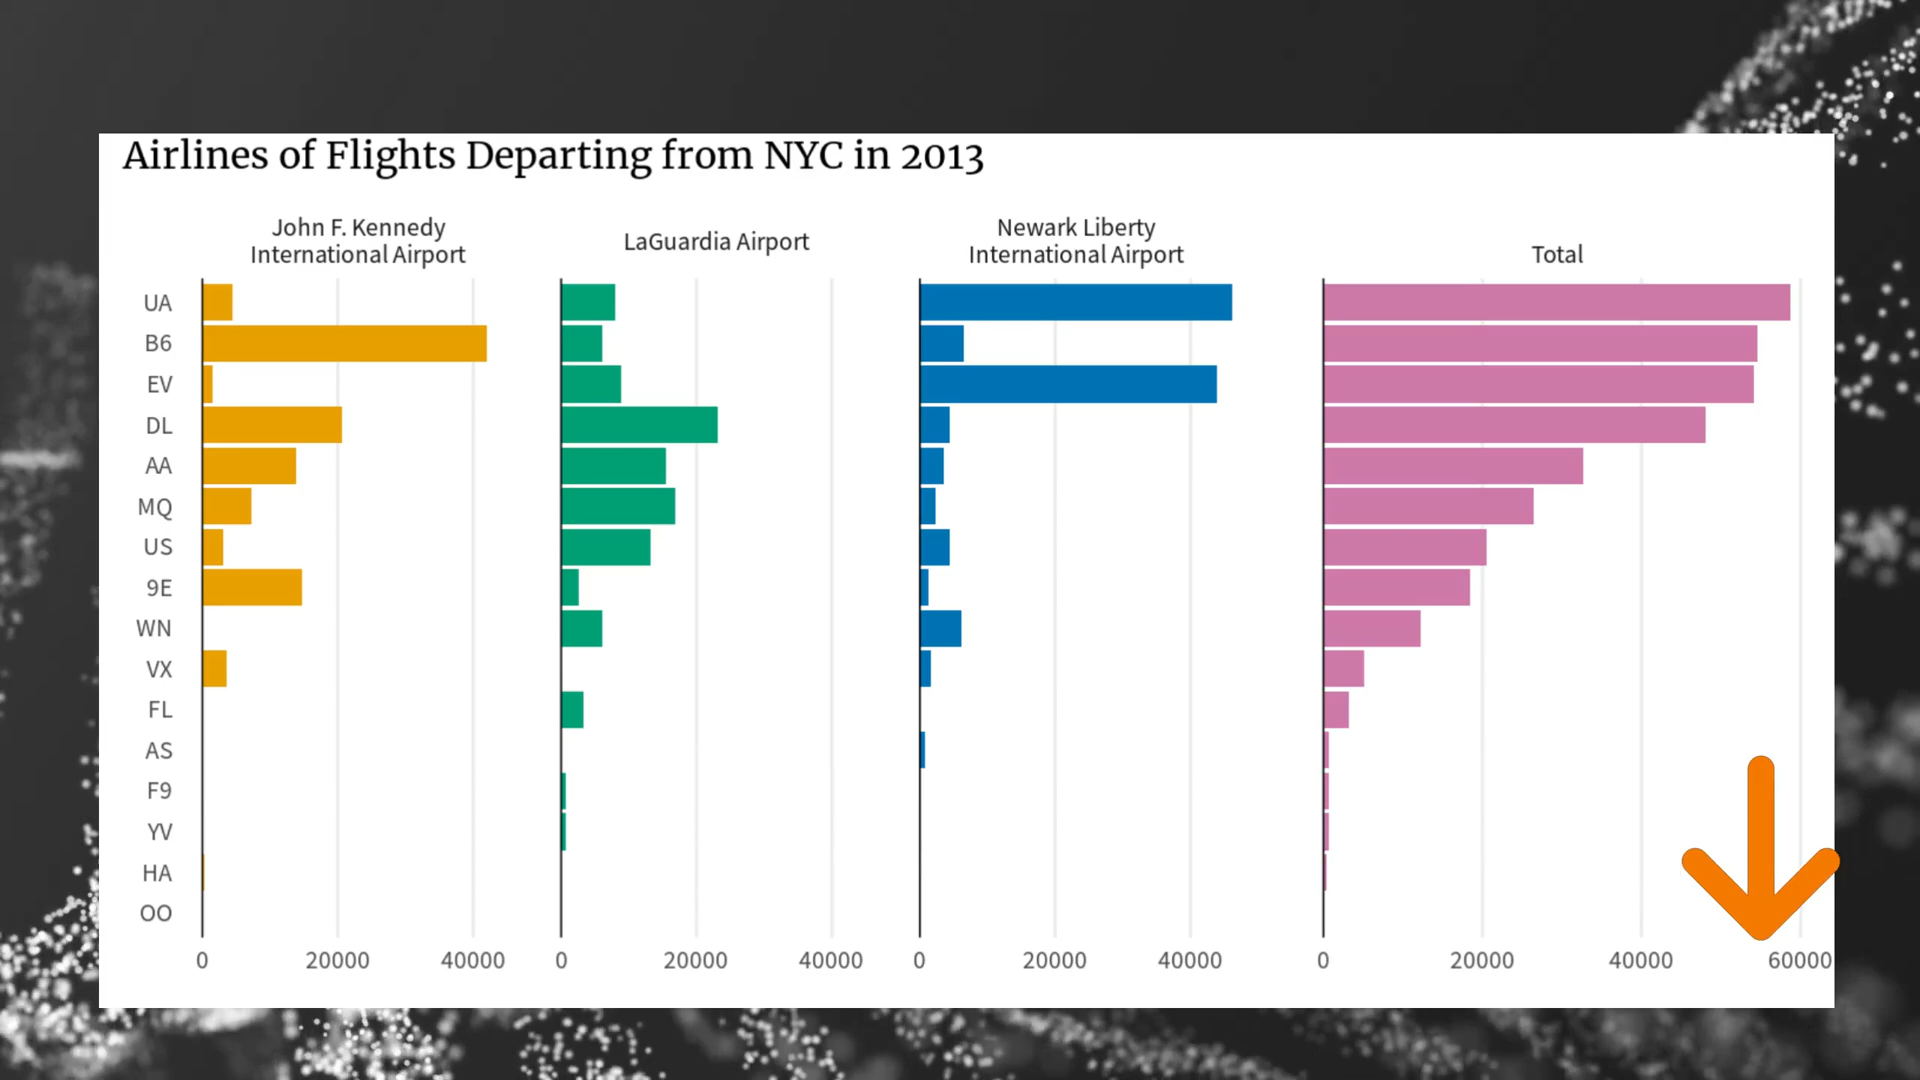 Airlines of Flights Departing from NYC in 2013
John F. Kennedy
International Airport
LaGuardia Airport
Newark Liberty
International Airport
Total
UA
B6
EV
DL
AA
MQ
US
9E
WN
VX
FL
AS
F9
YV
HA
OO
0 20000 40000 0 20000 40000 0 20000 40000 0 20000 40000 60000